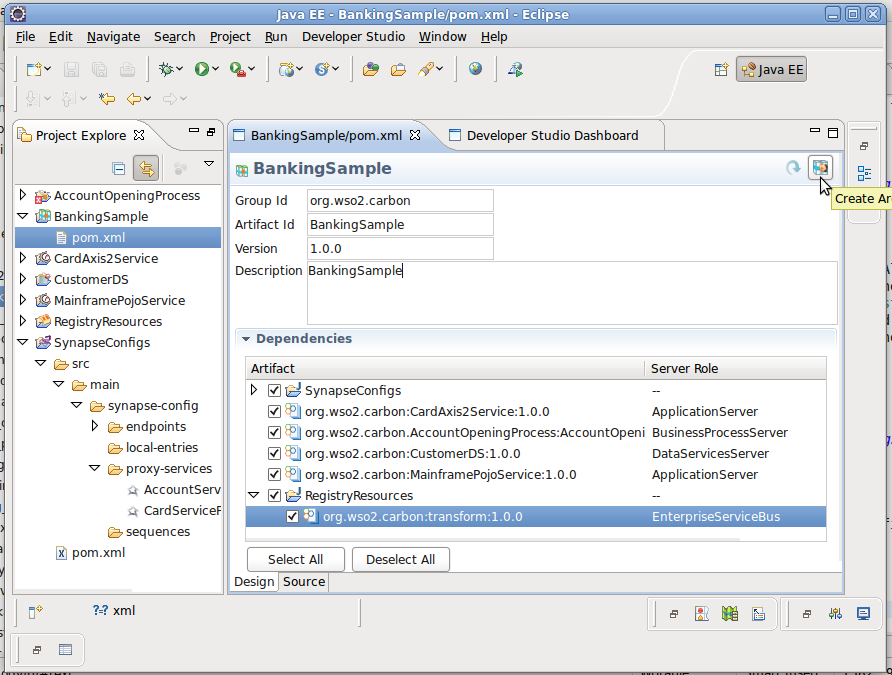 Java EE - BankingSample/pom.xml - Eclipse
File Edit Navigate Search Project Run Developer Studio Window Help
Java EE
Project Explore
BankingSample/pom.xml
Developer Studio Dashboard
AccountOpeningProcess
BankingSample
pom.xml
CardAxis2Service
CustomerDS
MainframePojoService
RegistryResources
SynapseConfigs
src
main
synapse-config
endpoints
local-entries
proxy-services
AccountServ
CardServiceF
sequences
pom.xml
BankingSample
Create Ar
Group Id org.wso2.carbon
Artifact Id BankingSample
Version 1.0.0
Description BankingSample
Dependencies
Artifact Server Role
SynapseConfigs --
org.wso2.carbon:CardAxis2Service:1.0.0 ApplicationServer
org.wso2.carbon.AccountOpeningProcess:AccountOpeni BusinessProcessServer
org.wso2.carbon:CustomerDS:1.0.0 DataServicesServer
org.wso2.carbon:MainframePojoService:1.0.0 ApplicationServer
RegistryResources --
org.wso2.carbon:transform:1.0.0 EnterpriseServiceBus
Select All Deselect All
Design Source
?-? xml